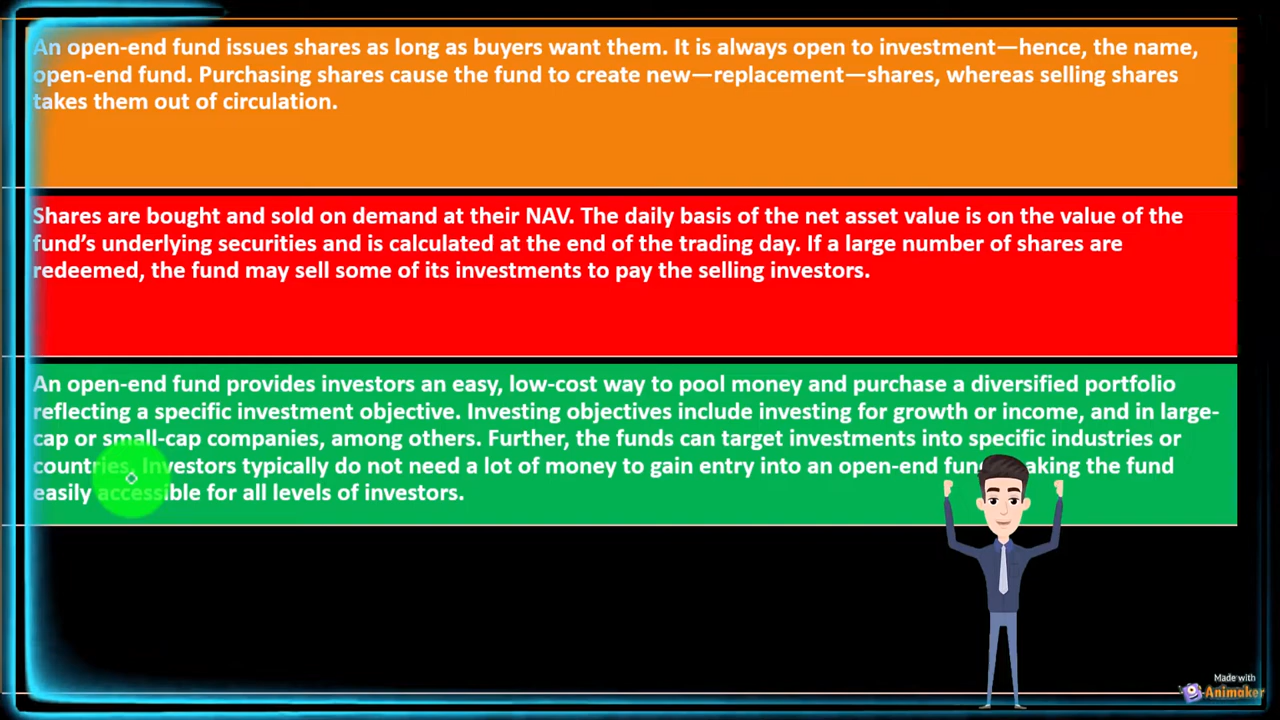 An open-end fund issues shares as long as buyers want them. It is always open to investment—hence, the name,
open-end fund. Purchasing shares cause the fund to create new—replacement—shares, whereas selling shares
takes them out of circulation.
Shares are bought and sold on demand at their NAV. The daily basis of the net asset value is on the value of the
fund’s underlying securities and is calculated at the end of the trading day. If a large number of shares are
redeemed, the fund may sell some of its investments to pay the selling investors.
An open-end fund provides investors an easy, low-cost way to pool money and purchase a diversified portfolio
reflecting a specific investment objective. Investing objectives include investing for growth or income, and in large-
cap or small-cap companies, among others. Further, the funds can target investments into specific industries or
countries. Investors typically do not need a lot of money to gain entry into an open-end the fund
easily accessible for all levels of investors.
Made with
Animaker